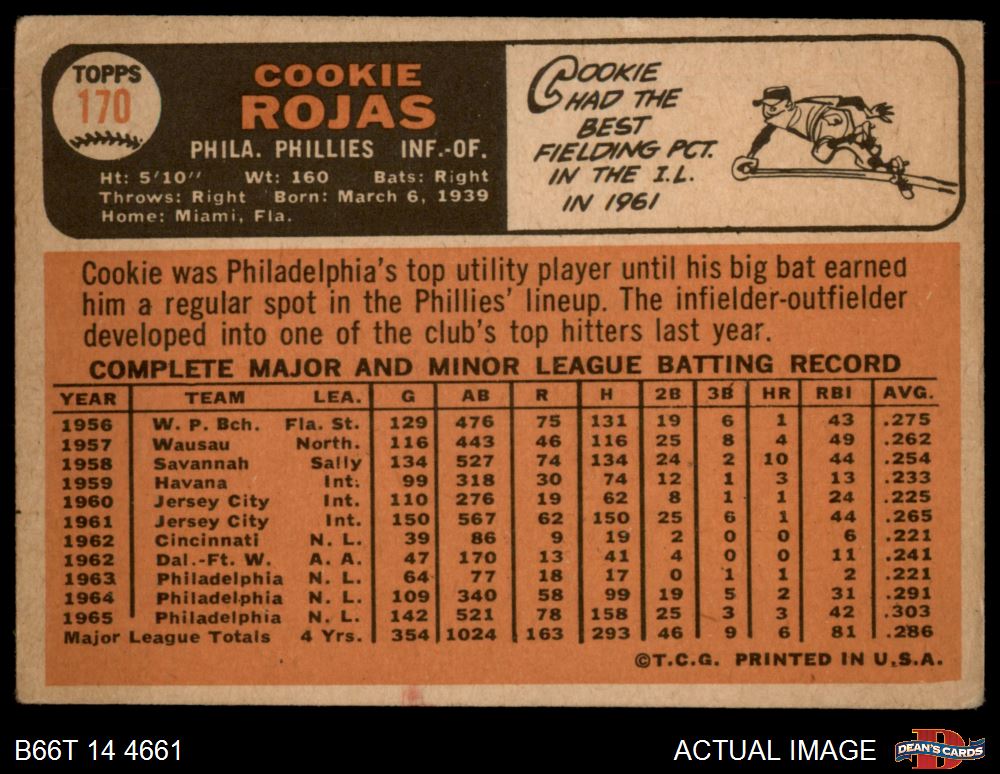 TOPPS
170
COOKIE
ROJAS
PHILA. PHILLIES INF.-OF.
Ht: 5'10" Wt: 160 Bats: Right
Throws: Right Born: March 6, 1939
Home: Miami, Fla.
COOKIE
HAD THE
BEST
FIELDING PCT.
IN THE I.L.
IN 1961
Cookie was Philadelphia's top utility player until his big bat earned
him a regular spot in the Phillies' lineup. The infielder-outfielder
developed into one of the club's top hitters last year.
COMPLETE MAJOR AND MINOR LEAGUE BATTING RECORD
YEAR TEAM LEA. G AB R H 2B 3B HR RBI AVG.
1956 W. P. Bch. Fla. St. 129 476 75 131 19 6 1 43 .275
1957 Wausau North. 116 443 46 116 25 8 4 49 .262
1958 Savannah Sally 134 527 74 134 24 2 10 44 .254
1959 Havana Int. 99 318 30 74 12 1 3 13 .233
1960 Jersey City Int. 110 276 19 62 8 1 1 24 .225
1961 Jersey City Int. 150 567 62 150 25 6 1 44 .265
1962 Cincinnati N. L. 39 86 9 19 2 0 0 6 .221
1962 Dal.-Ft. W. A. A. 47 170 13 41 4 0 0 11 .241
1963 Philadelphia N. L. 64 77 18 17 0 1 1 2 .221
1964 Philadelphia N. L. 109 340 58 99 19 5 2 31 .291
1965 Philadelphia N. L. 142 521 78 158 25 3 3 42 .303
Major League Totals 4 Yrs. 354 1024 163 293 46 9 6 81 .286
©T.C.G. PRINTED IN U.S.A.
B66T 14 4661
ACTUAL IMAGE
DEAN'S CARDS